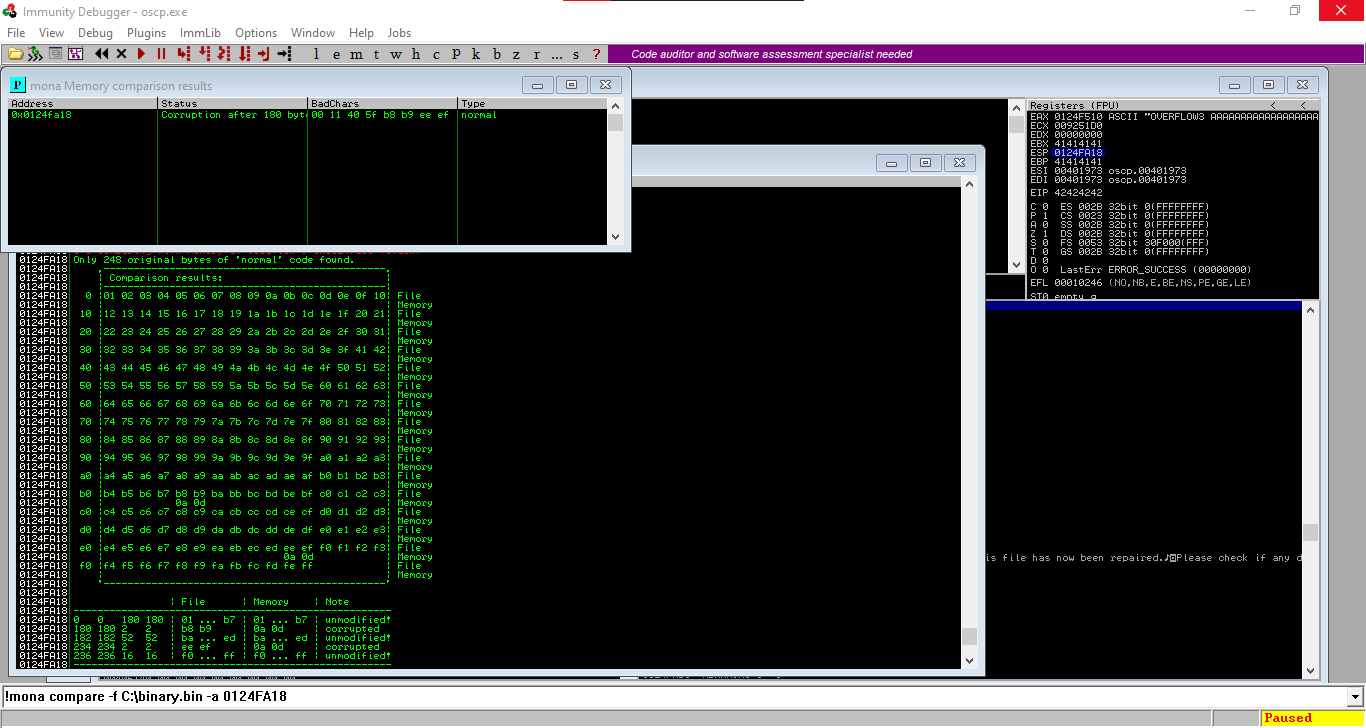 Immunity Debugger - oscp.exe
File View Debug Plugins ImmLib Options Window Help Jobs
l e m t w h c P k b z r ... s ?
Code auditor and software assessment specialist needed
mona Memory comparison results
Address Status BadChars Type
0x0124fa18 Corruption after 180 byt 00 11 40 5f b8 b9 ee ef normal
Registers (FPU) < <
EAX 0124F510 ASCII "OVERFLOW3 AAAAAAAAAAAAAAAAAA
ECX 009251D0
EDX 00000000
EBX 41414141
ESP 0124FA18
EBP 41414141
ESI 00401973 oscp.00401973
EDI 00401973 oscp.00401973
EIP 42424242
C 0 ES 002B 32bit 0(FFFFFFFF)
P 1 CS 0023 32bit 0(FFFFFFFF)
A 0 SS 002B 32bit 0(FFFFFFFF)
Z 1 DS 002B 32bit 0(FFFFFFFF)
S 0 FS 0053 32bit 30F000(FFF)
T 0 GS 002B 32bit 0(FFFFFFFF)
D 0
O 0 LastErr ERROR_SUCCESS (00000000)
EFL 00010246 (NO,NB,E,BE,NS,PE,GE,LE)
ST0 empty g
0124FA18 Only 248 original bytes of 'normal' code found.
0124FA18
0124FA18 | Comparison results:
0124FA18
0124FA18 0 |01 02 03 04 05 06 07 08 09 0a 0b 0c 0d 0e 0f 10| File
0124FA18 | | Memory
0124FA18 10 |12 13 14 15 16 17 18 19 1a 1b 1c 1d 1e 1f 20 21| File
0124FA18 | | Memory
0124FA18 20 |22 23 24 25 26 27 28 29 2a 2b 2c 2d 2e 2f 30 31| File
0124FA18 | | Memory
0124FA18 30 |32 33 34 35 36 37 38 39 3a 3b 3c 3d 3e 3f 41 42| File
0124FA18 | | Memory
0124FA18 40 |43 44 45 46 47 48 49 4a 4b 4c 4d 4e 4f 50 51 52| File
0124FA18 | | Memory
0124FA18 50 |53 54 55 56 57 58 59 5a 5b 5c 5d 5e 60 61 62 63| File
0124FA18 | | Memory
0124FA18 60 |64 65 66 67 68 69 6a 6b 6c 6d 6e 6f 70 71 72 73| File
0124FA18 | | Memory
0124FA18 70 |74 75 76 77 78 79 7a 7b 7c 7d 7e 7f 80 81 82 83| File
0124FA18 | | Memory
0124FA18 80 |84 85 86 87 88 89 8a 8b 8c 8d 8e 8f 90 91 92 93| File
0124FA18 | | Memory
0124FA18 90 |94 95 96 97 98 99 9a 9b 9c 9d 9e 9f a0 a1 a2 a3| File
0124FA18 | | Memory
0124FA18 a0 |a4 a5 a6 a7 a8 a9 aa ab ac ad ae af b0 b1 b2 b3| File
0124FA18 | | Memory
0124FA18 b0 |b4 b5 b6 b7 b8 b9 ba bb bc bd be bf c0 c1 c2 c3| File
0124FA18 | 0a 0d | Memory
0124FA18 c0 |c4 c5 c6 c7 c8 c9 ca cb cc cd ce cf d0 d1 d2 d3| File
0124FA18 | | Memory
0124FA18 d0 |d4 d5 d6 d7 d8 d9 da db dc dd de df e0 e1 e2 e3| File
0124FA18 | | Memory
0124FA18 e0 |e4 e5 e6 e7 e8 e9 ea eb ec ed ee ef f0 f1 f2 f3| File
0124FA18 | 0a 0d | Memory
0124FA18 f0 |f4 f5 f6 f7 f8 f9 fa fb fc fd fe ff | File
0124FA18 | | Memory
0124FA18
0124FA18
0124FA18 | File | Memory | Note
0124FA18
0124FA18 0 0 180 180 | 01 ... b7 | 01 ... b7 | unmodified!
0124FA18 180 180 2 2 | b8 b9 | 0a 0d | corrupted
0124FA18 182 182 52 52 | ba ... ed | ba ... ed | unmodified!
0124FA18 234 234 2 2 | ee ef | 0a 0d | corrupted
0124FA18 236 236 16 16 | f0 ... ff | f0 ... ff | unmodified!
0124FA18
is file has now been repaired.♪◙Please check if any d
!mona compare -f C:\binary.bin -a 0124FA18
Paused